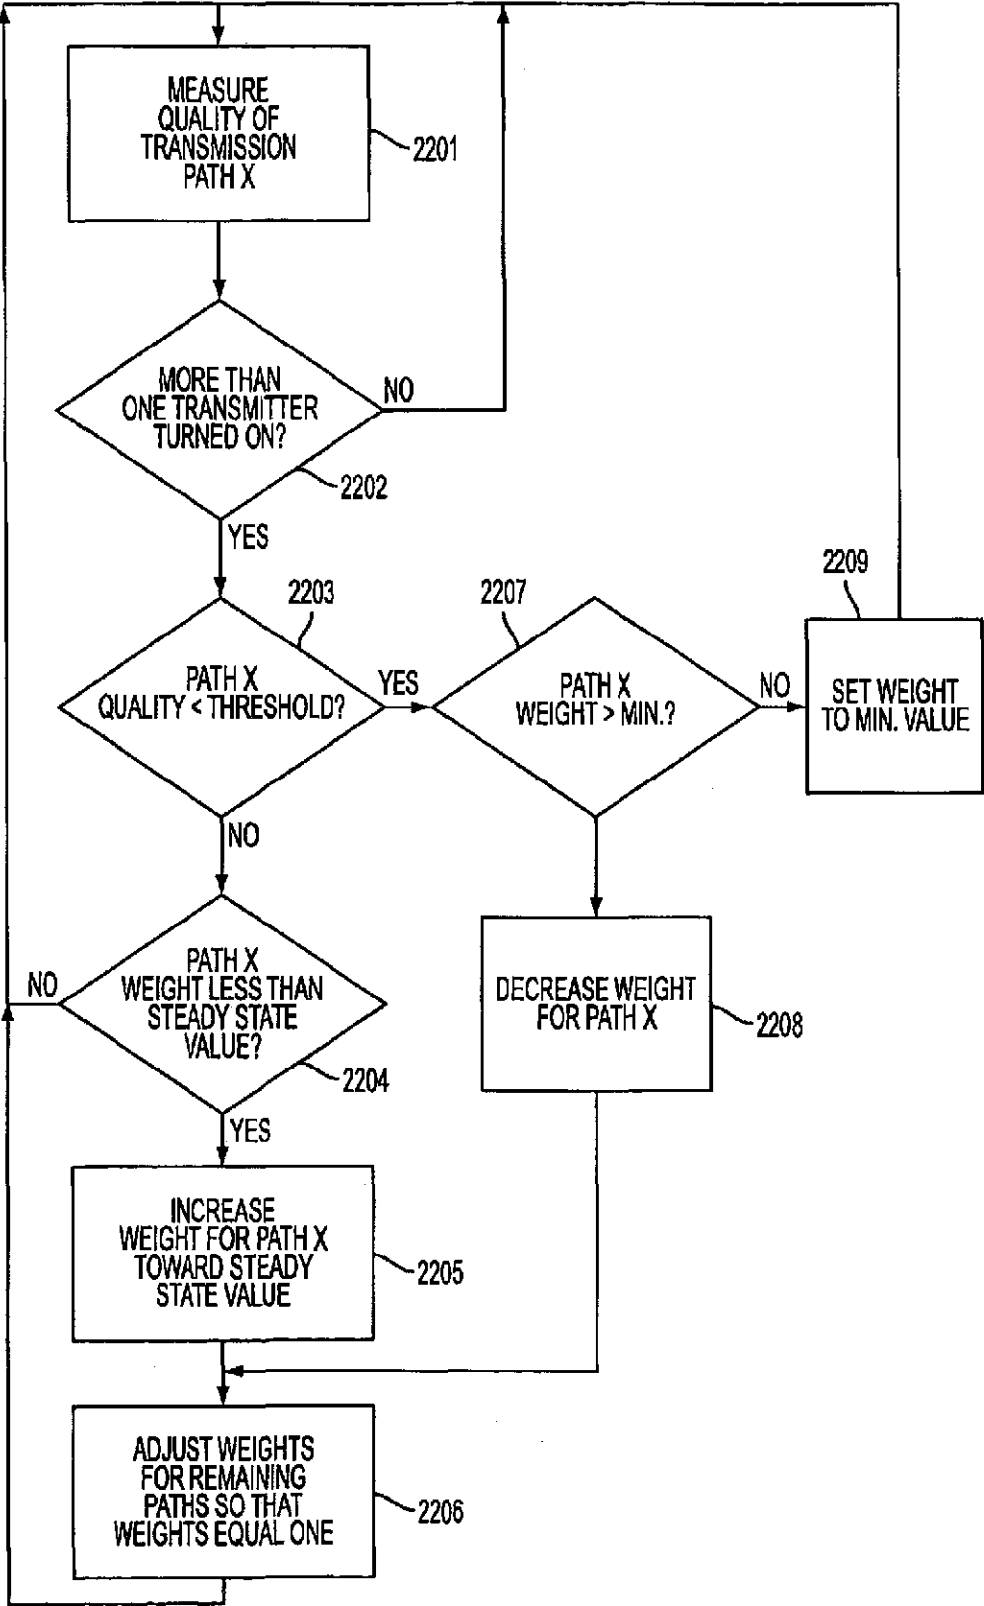 MEASURE
QUALITY OF
TRANSMISSION
PATH X
2201
MORE THAN
ONE TRANSMITTER
TURNED ON?
NO
2202
YES
2203
PATH X
QUALITY < THRESHOLD?
YES
2207
PATH X
WEIGHT > MIN.?
NO
2209
SET WEIGHT
TO MIN. VALUE
NO
PATH X
WEIGHT LESS THAN
STEADY STATE
VALUE?
NO
2204
YES
DECREASE WEIGHT
FOR PATH X
2208
INCREASE
WEIGHT FOR PATH X
TOWARD STEADY
STATE VALUE
2205
ADJUST WEIGHTS
FOR REMAINING
PATHS SO THAT
WEIGHTS EQUAL ONE
2206